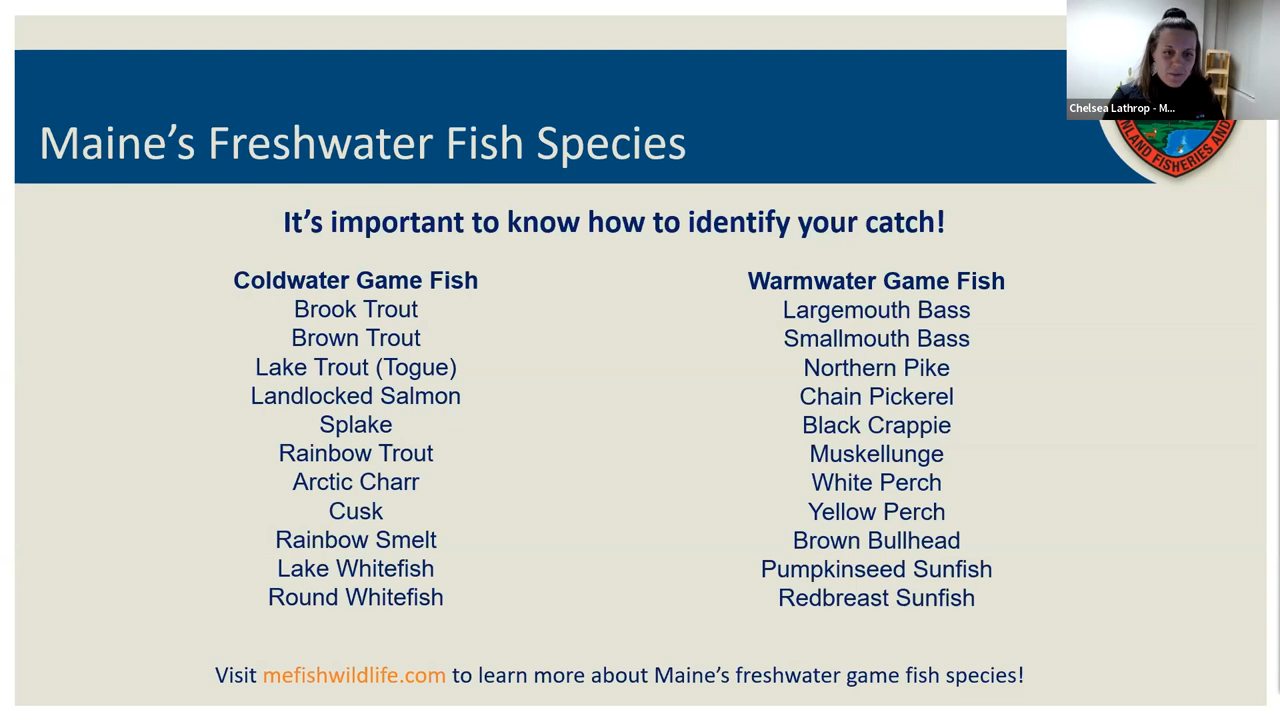 Chelsea Lathrop - M...
Maine's Freshwater Fish Species
INLAND FISHERIES AND
It's important to know how to identify your catch!
Coldwater Game Fish
Brook Trout
Brown Trout
Lake Trout (Togue)
Landlocked Salmon
Splake
Rainbow Trout
Arctic Charr
Cusk
Rainbow Smelt
Lake Whitefish
Round Whitefish
Warmwater Game Fish
Largemouth Bass
Smallmouth Bass
Northern Pike
Chain Pickerel
Black Crappie
Muskellunge
White Perch
Yellow Perch
Brown Bullhead
Pumpkinseed Sunfish
Redbreast Sunfish
Visit mefishwildlife.com to learn more about Maine's freshwater game fish species!